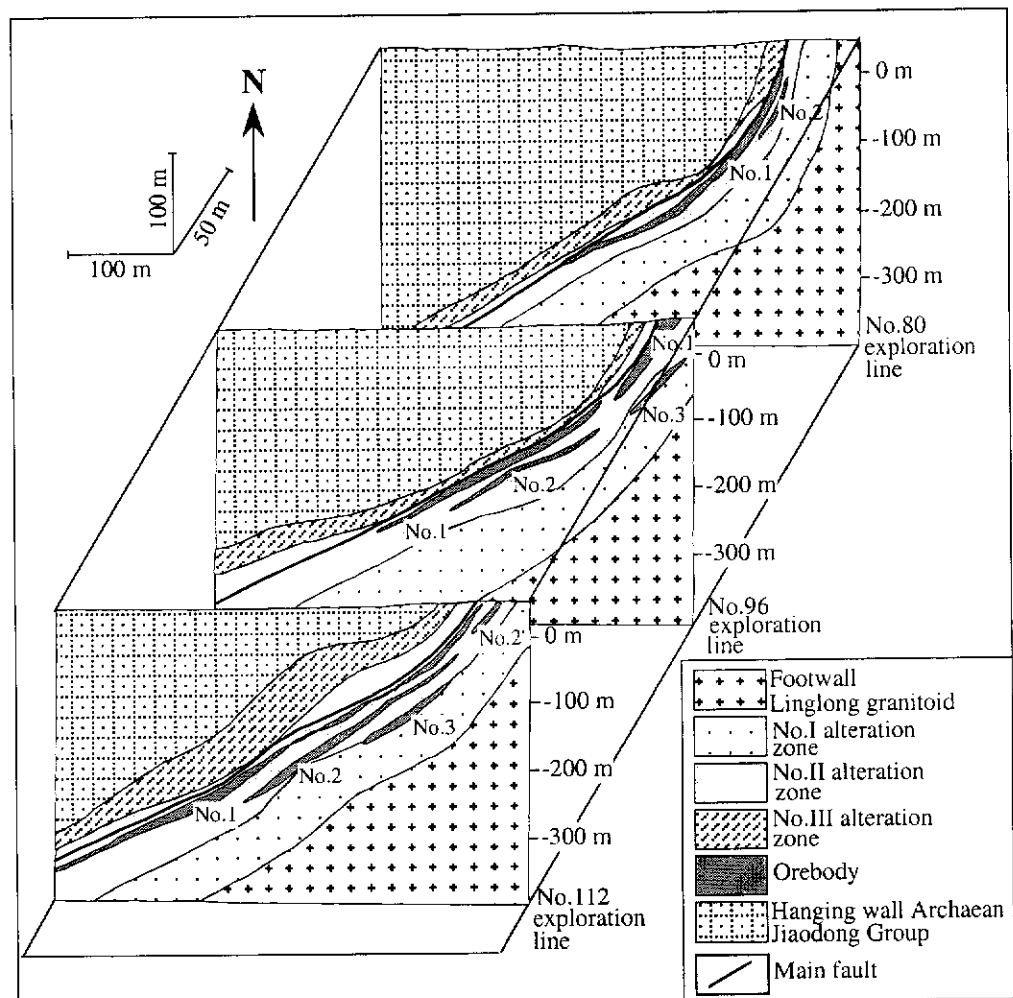 N
100 m
50 m
100 m
0 m
No.2
-100 m
No.1
-200 m
-300 m
No.80
exploration
line
No.1
0 m
No.3
-100 m
No.2
-200 m
No.1
-300 m
No.96
exploration
line
No.2'
0 m
-100 m
No.3
No.2
-200 m
No.1
-300 m
No.112
exploration
line
Footwall
Linglong granitoid
No.I alteration
zone
No.II alteration
zone
No.III alteration
zone
Orebody
Hanging wall Archaean
Jiaodong Group
Main fault